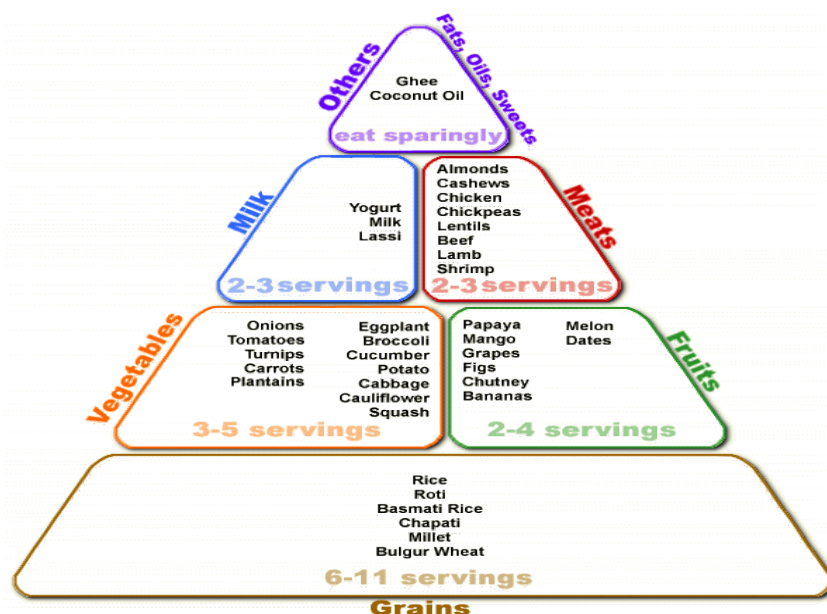 Others
Fats, Oils, Sweets
Ghee
Coconut Oil
eat sparingly
Milk
Yogurt
Milk
Lassi
2-3 servings
Meats
Almonds
Cashews
Chicken
Chickpeas
Lentils
Beef
Lamb
Shrimp
2-3 servings
Vegetables
Onions
Tomatoes
Turnips
Carrots
Plantains
Eggplant
Broccoli
Cucumber
Potato
Cabbage
Cauliflower
Squash
3-5 servings
Fruits
Papaya
Mango
Grapes
Figs
Chutney
Bananas
Melon
Dates
2-4 servings
Rice
Roti
Basmati Rice
Chapati
Millet
Bulgur Wheat
6-11 servings
Grains